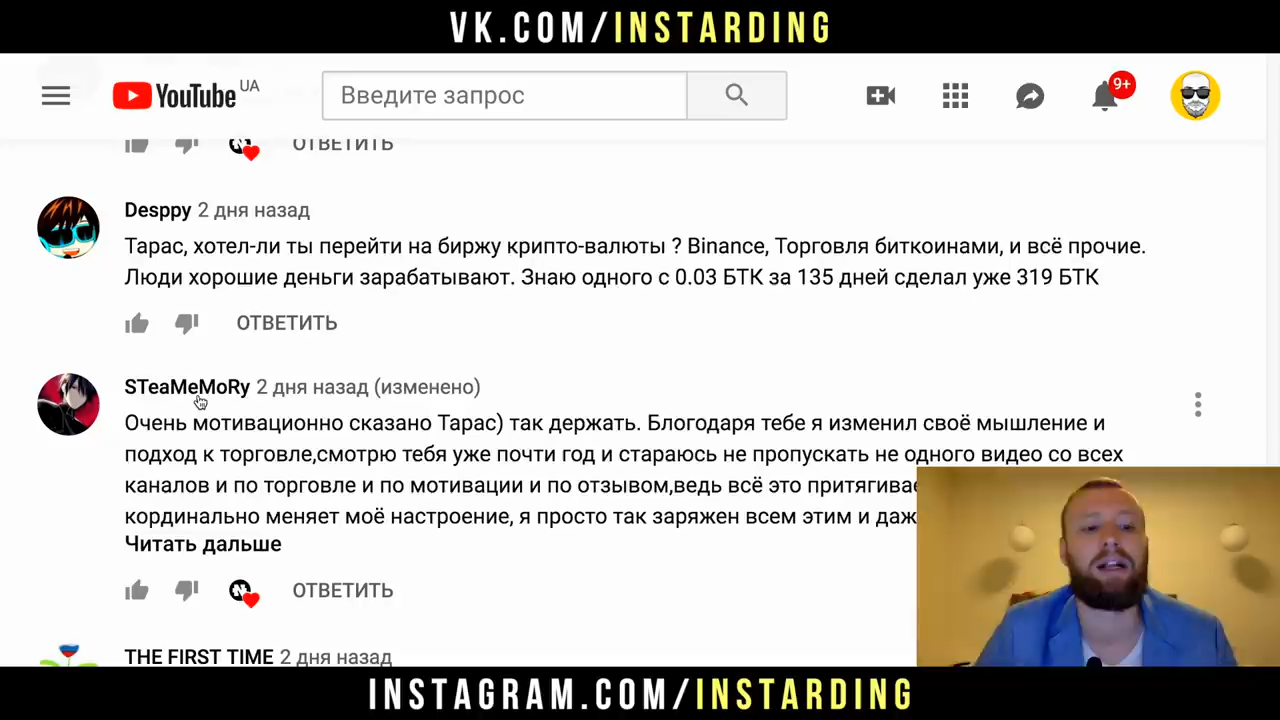 VK.COM/INSTARDING
YouTube UA
Введите запрос
9+
ОТВЕТИТЬ
Desppy 2 дня назад
Тарас, хотел-ли ты перейти на биржу крипто-валюты ? Binance, Торговля биткоинами, и всё прочие.
Люди хорошие деньги зарабатывают. Знаю одного с 0.03 БТК за 135 дней сделал уже 319 БТК
ОТВЕТИТЬ
STeaMeMoRy 2 дня назад (изменено)
Очень мотивационно сказано Тарас) так держать. Блогодаря тебе я изменил своё мышление и
подход к торговле,смотрю тебя уже почти год и стараюсь не пропускать не одного видео со всех
каналов и по торговле и по мотивации и по отзывом,ведь всё это притягивае
кординально меняет моё настроение, я просто так заряжен всем этим и даж
Читать дальше
ОТВЕТИТЬ
THE FIRST TIME 2 дня назад
INSTAGRAM.COM/INSTARDING